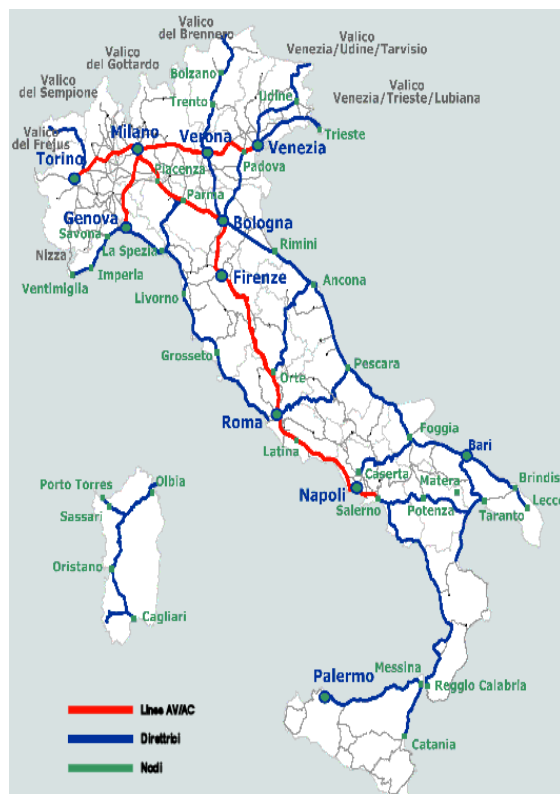 Valico
del Brennero
Valico
del Gottardo
Valico
Venezia/Udine/Tarvisio
Valico
del Sempione
Bolzano
Valico
Venezia/Trieste/Lubiana
Trento
Udine
Valico
del Frejus
Milano
Verona
Trieste
Venezia
Torino
Piacenza
Padova
Parma
Genova
Bologna
Savona
La Spezia
Rimini
Nizza
Imperia
Firenze
Ventimiglia
Ancona
Livorno
Grosseto
Pescara
Orte
Roma
Foggia
Latina
Bari
Caserta
Matera
Brindisi
Napoli
Salerno
Potenza
Taranto
Lecce
Porto Torres
Olbia
Sassari
Oristano
Cagliari
Messina
Palermo
Reggio Calabria
Catania
Linee AV/AC
Direttrici
Nodi